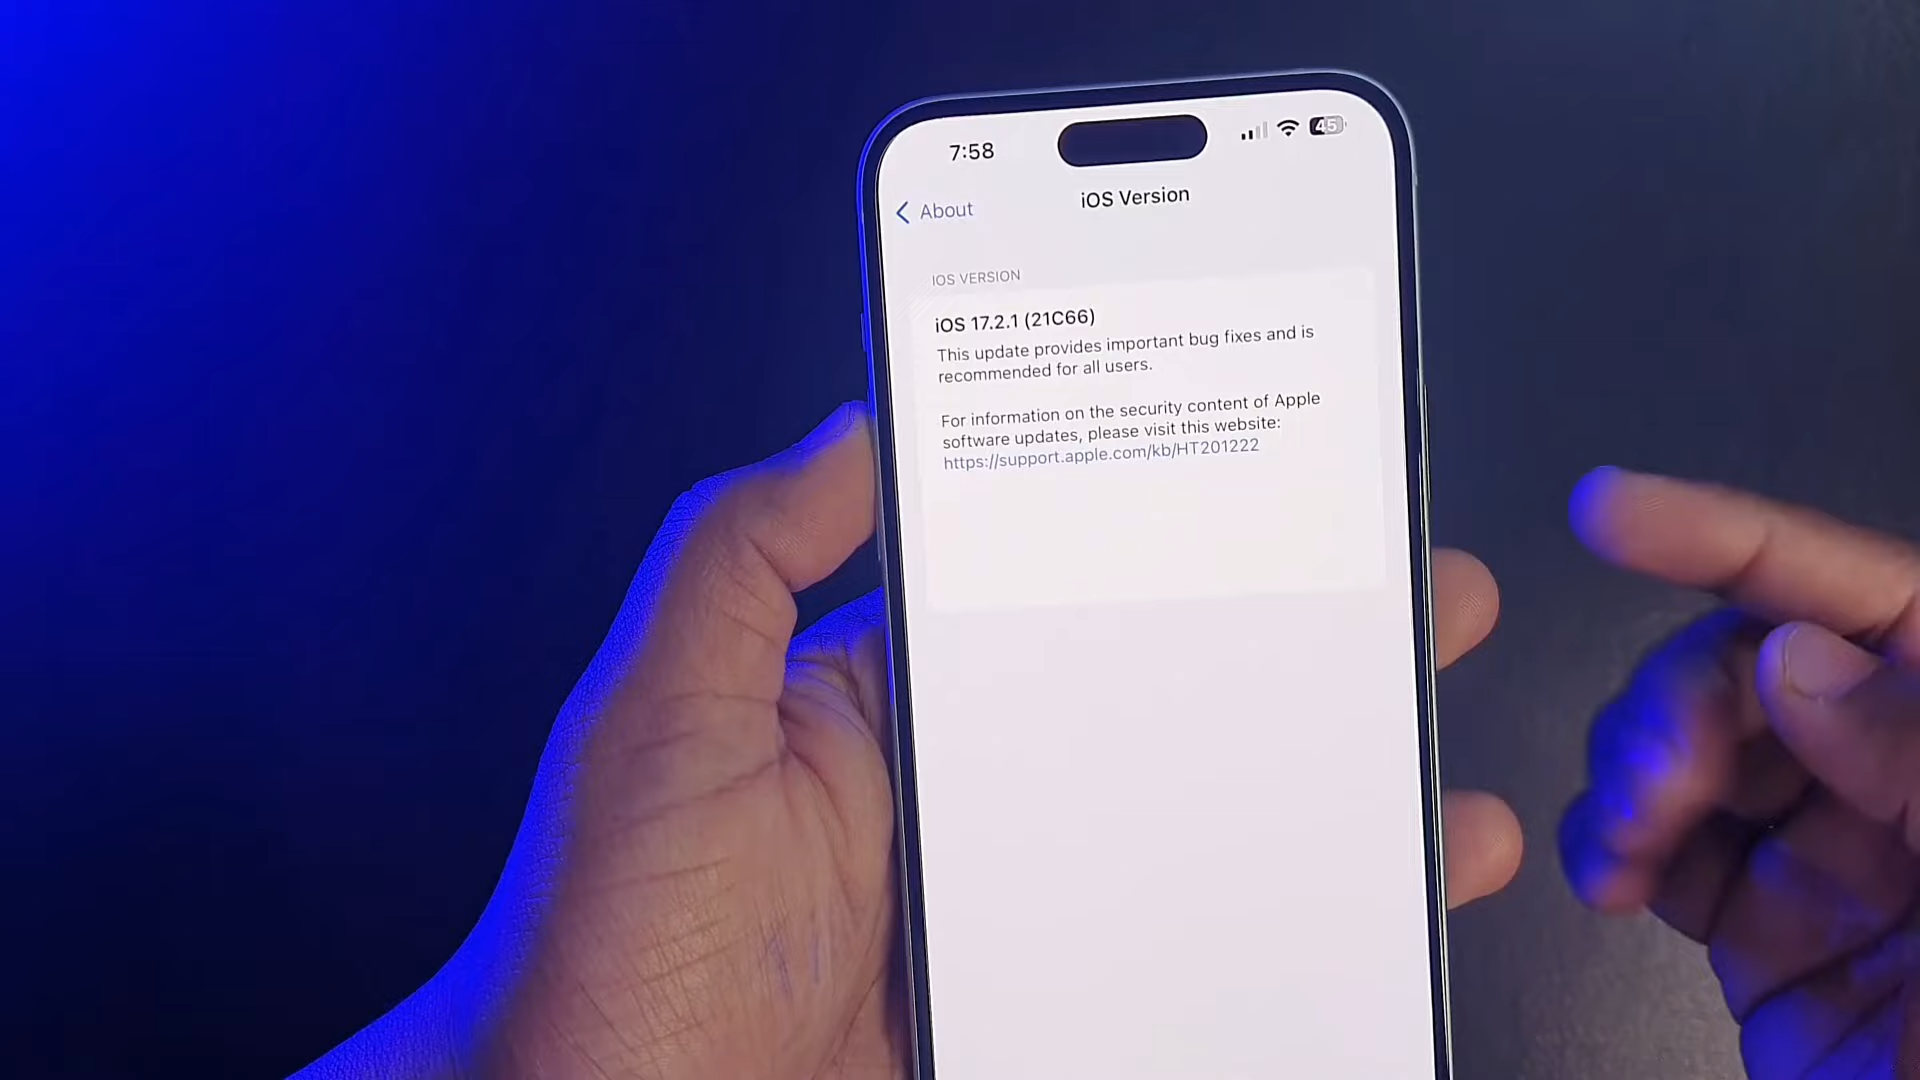 7:58
45
About
iOS Version
IOS VERSION
iOS 17.2.1 (21C66)
This update provides important bug fixes and is
recommended for all users.
For information on the security content of Apple
software updates, please visit this website:
https://support.apple.com/kb/HT201222